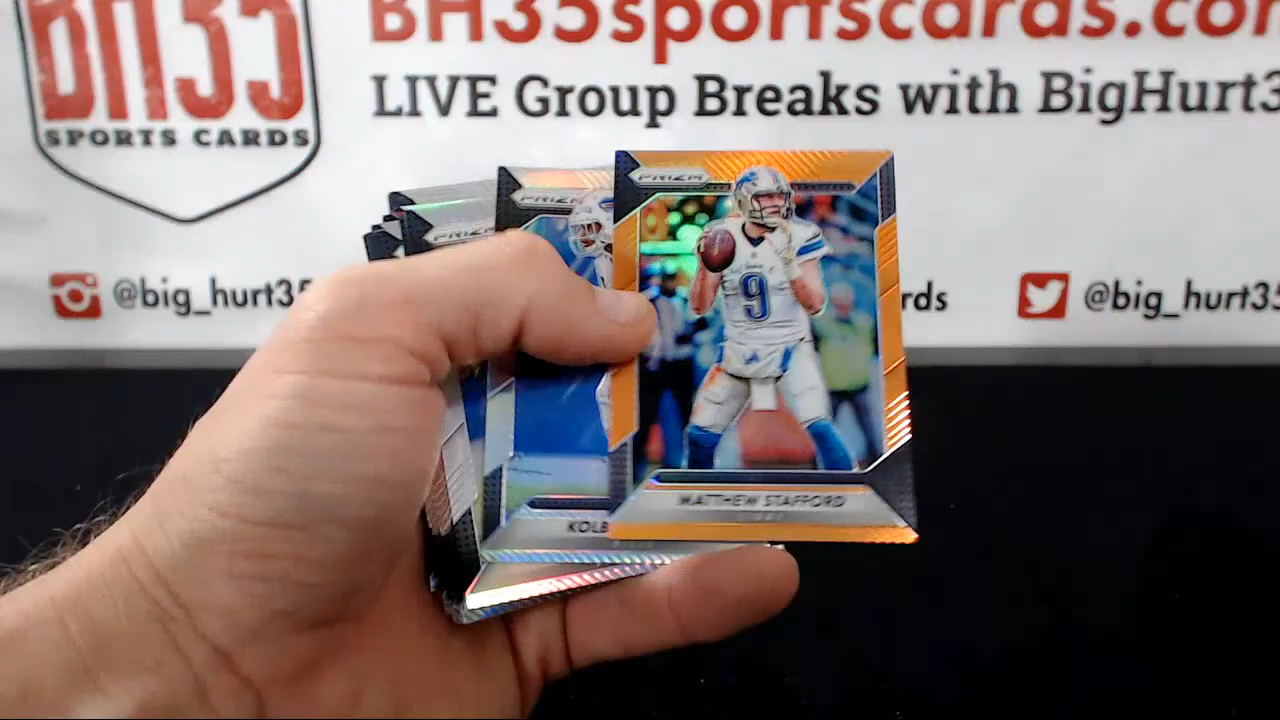 BH35
SPORTS CARDS
BH35sportscards.com
LIVE Group Breaks with BigHurt3
@big_hurt35
rds
@big_hurt35
PRIZM
PRIZM
PRIZM
9
MATTHEW STAFFORD
KOLB